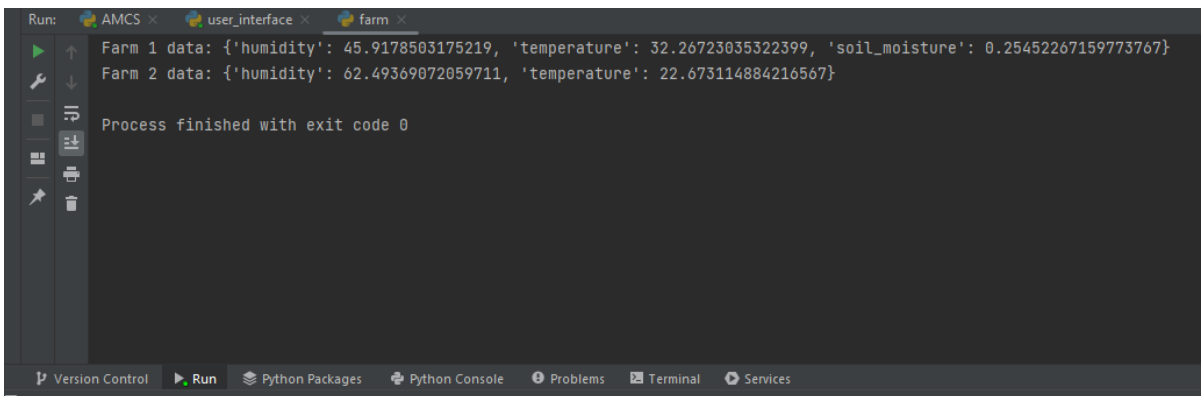 Run: AMCS user_interface farm
Farm 1 data: {'humidity': 45.9178503175219, 'temperature': 32.26723035322399, 'soil_moisture': 0.25452267159773767}
Farm 2 data: {'humidity': 62.49369072059711, 'temperature': 22.673114884216567}
Process finished with exit code 0
Version Control Run Python Packages Python Console Problems Terminal Services